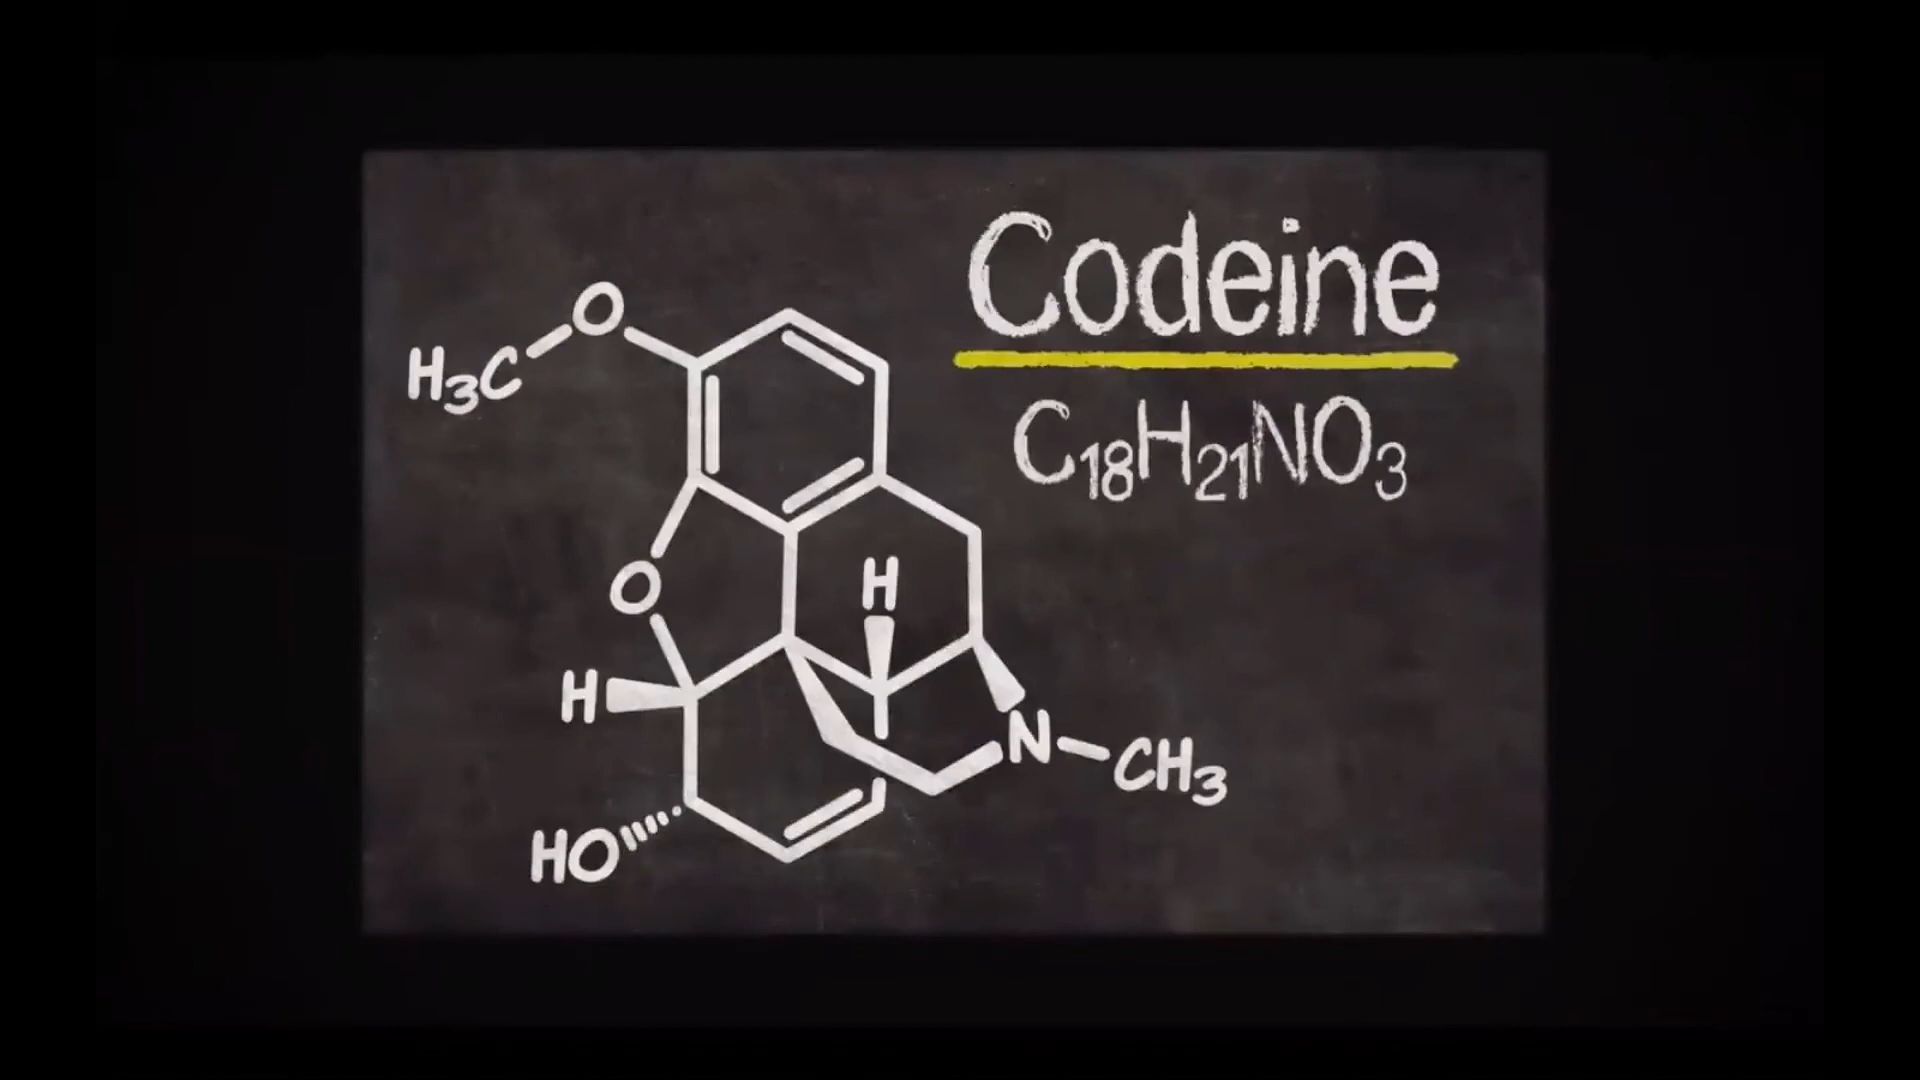 Codeine
C₁₈H₂₁NO₃
O
H₃C
H
O
H
N
CH₃
HO